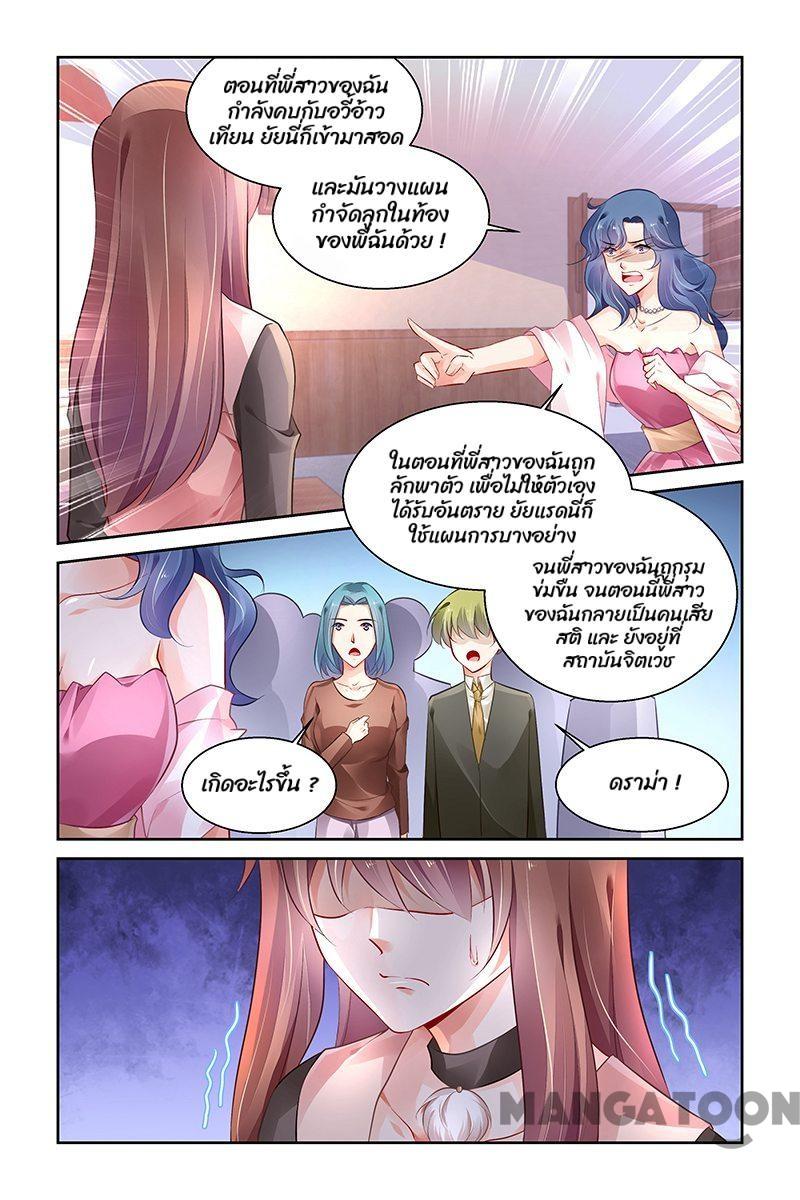 ตอนที่พี่สาวของฉัน
กำลังคบกับอวี้อ้าว
เทียน ยัยนี่ก็เข้ามาสอด
และมันวางแผน
กำจัดลูกในท้อง
ของพี่ฉันด้วย !
ในตอนที่พี่สาวของฉันถูก
ลักพาตัว เพื่อไม่ให้ตัวเอง
ได้รับอันตราย ยัยแรดนี่ก็
ใช้แผนการบางอย่าง
จนพี่สาวของฉันถูกรุม
ข่มขืน จนตอนนี้พี่สาว
ของฉันกลายเป็นคนเสีย
สติ และ ยังอยู่ที่
สถาบันจิตเวช
เกิดอะไรขึ้น ?
ดราม่า !
MANGATOON